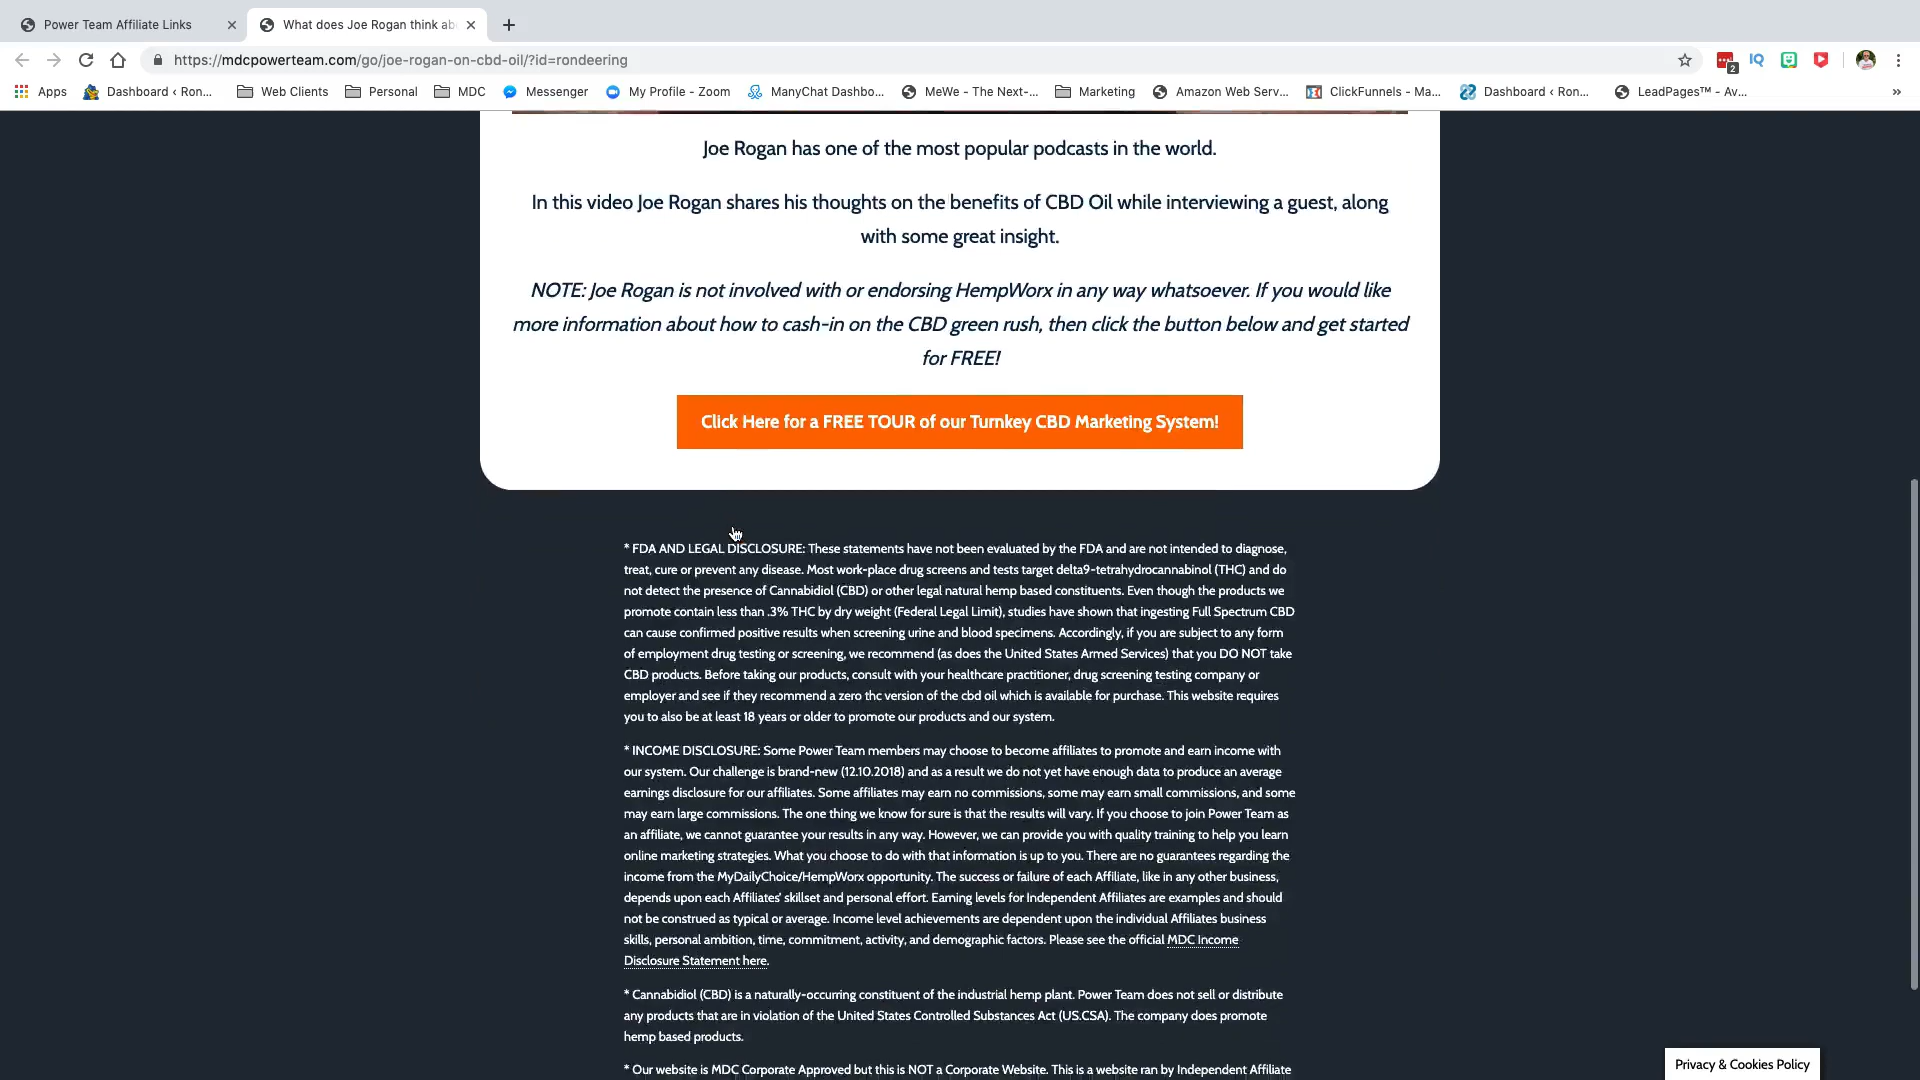 Power Team Affiliate Links
What does Joe Rogan think ab
https://mdcpowerteam.com/go/joe-rogan-on-cbd-oil/?id=rondeering
2
IQ
Apps
Dashboard ‹ Ron...
Web Clients
Personal
MDC
Messenger
My Profile - Zoom
ManyChat Dashbo...
MeWe - The Next-...
Marketing
Amazon Web Serv...
ClickFunnels - Ma...
Dashboard ‹ Ron...
LeadPages™ - Av...
»
Joe Rogan has one of the most popular podcasts in the world.
In this video Joe Rogan shares his thoughts on the benefits of CBD Oil while interviewing a guest, along
with some great insight.
NOTE: Joe Rogan is not involved with or endorsing HempWorx in any way whatsoever. If you would like
more information about how to cash-in on the CBD green rush, then click the button below and get started
for FREE!
Click Here for a FREE TOUR of our Turnkey CBD Marketing System!
* FDA AND LEGAL DISCLOSURE: These statements have not been evaluated by the FDA and are not intended to diagnose,
treat, cure or prevent any disease. Most work-place drug screens and tests target delta9-tetrahydrocannabinol (THC) and do
not detect the presence of Cannabidiol (CBD) or other legal natural hemp based constituents. Even though the products we
promote contain less than .3% THC by dry weight (Federal Legal Limit), studies have shown that ingesting Full Spectrum CBD
can cause confirmed positive results when screening urine and blood specimens. Accordingly, if you are subject to any form
of employment drug testing or screening, we recommend (as does the United States Armed Services) that you DO NOT take
CBD products. Before taking our products, consult with your healthcare practitioner, drug screening testing company or
employer and see if they recommend a zero thc version of the cbd oil which is available for purchase. This website requires
you to also be at least 18 years or older to promote our products and our system.
* INCOME DISCLOSURE: Some Power Team members may choose to become affiliates to promote and earn income with
our system. Our challenge is brand-new (12.10.2018) and as a result we do not yet have enough data to produce an average
earnings disclosure for our affiliates. Some affiliates may earn no commissions, some may earn small commissions, and some
may earn large commissions. The one thing we know for sure is that the results will vary. If you choose to join Power Team as
an affiliate, we cannot guarantee your results in any way. However, we can provide you with quality training to help you learn
online marketing strategies. What you choose to do with that information is up to you. There are no guarantees regarding the
income from the MyDailyChoice/HempWorx opportunity. The success or failure of each Affiliate, like in any other business,
depends upon each Affiliates' skillset and personal effort. Earning levels for Independent Affiliates are examples and should
not be construed as typical or average. Income level achievements are dependent upon the individual Affiliates business
skills, personal ambition, time, commitment, activity, and demographic factors. Please see the official MDC Income
Disclosure Statement here.
* Cannabidiol (CBD) is a naturally-occurring constituent of the industrial hemp plant. Power Team does not sell or distribute
any products that are in violation of the United States Controlled Substances Act (US.CSA). The company does promote
hemp based products.
* Our website is MDC Corporate Approved but this is NOT a Corporate Website. This is a website ran by Independent Affiliate
Privacy & Cookies Policy